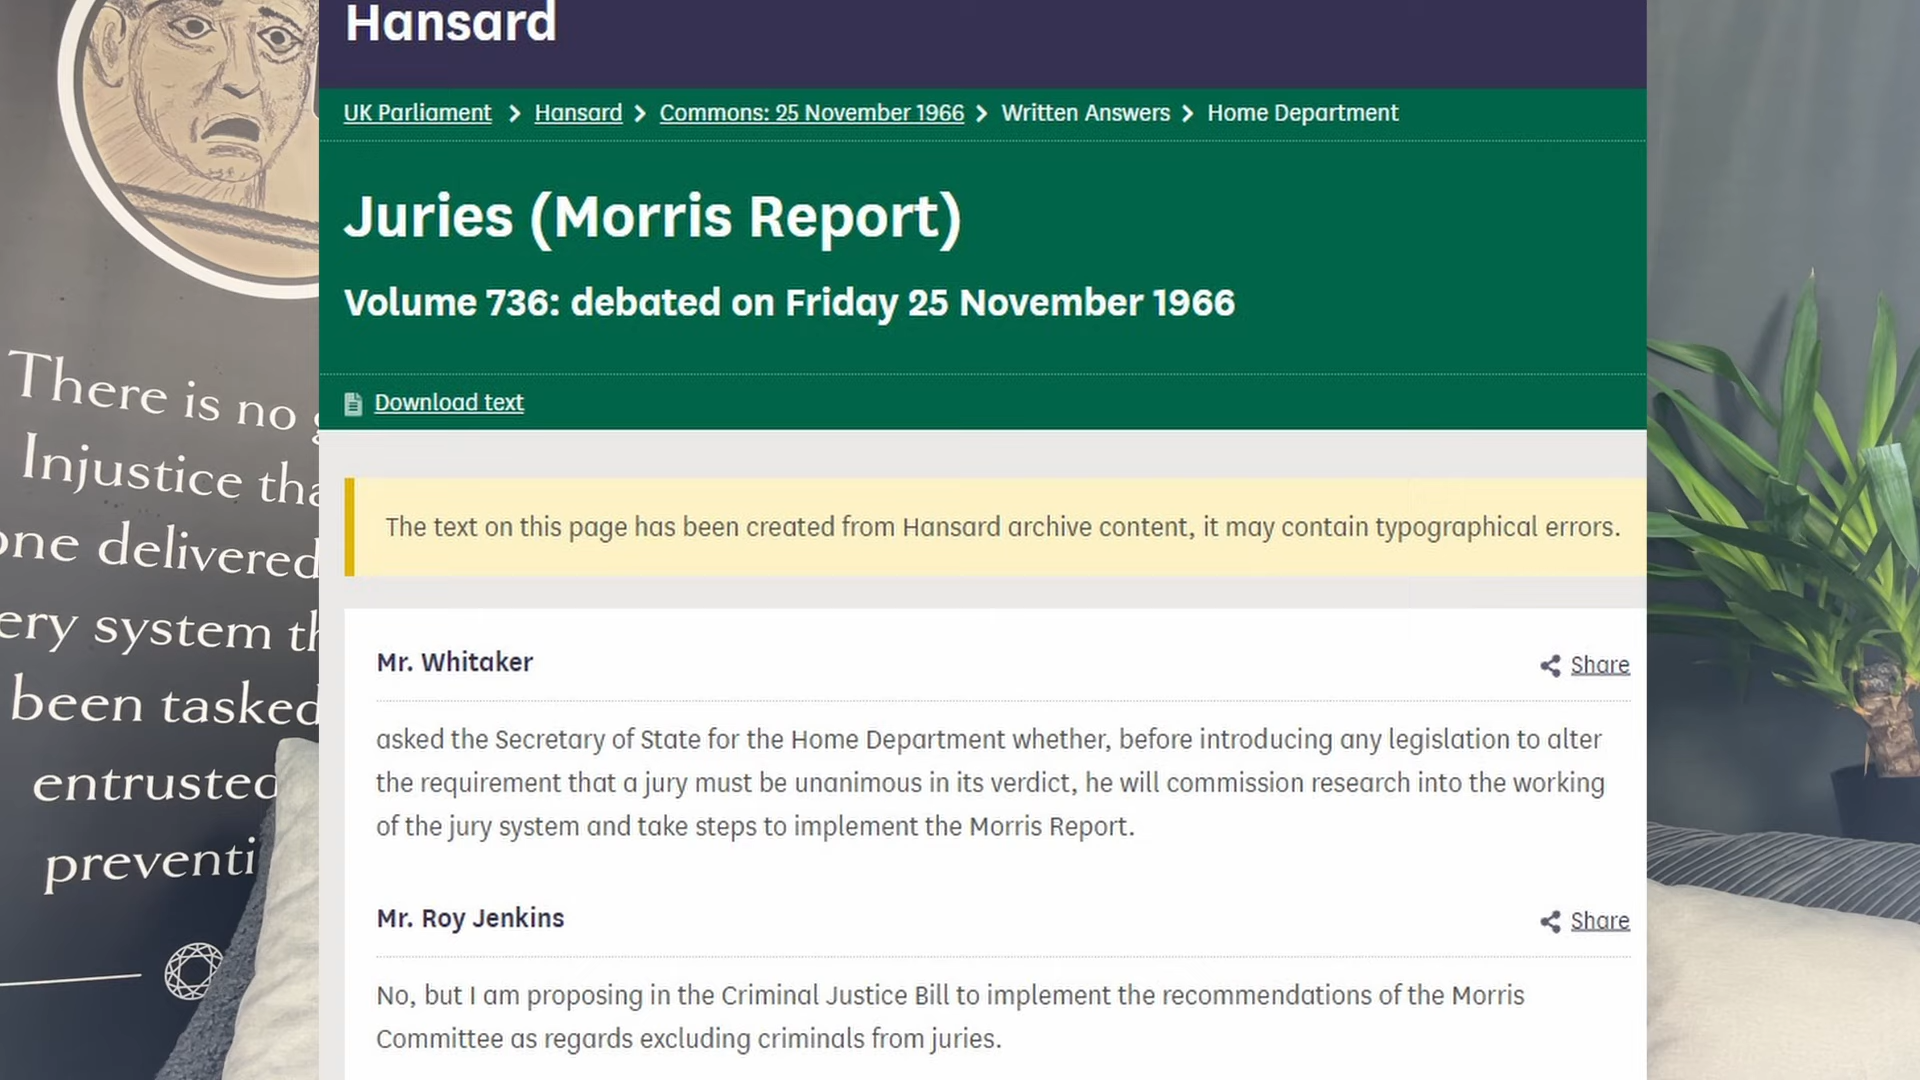 Hansard
UK Parliament > Hansard > Commons: 25 November 1966 > Written Answers > Home Department
Juries (Morris Report)
Volume 736: debated on Friday 25 November 1966
Download text
The text on this page has been created from Hansard archive content, it may contain typographical errors.
Mr. Whitaker
Share
asked the Secretary of State for the Home Department whether, before introducing any legislation to alter
the requirement that a jury must be unanimous in its verdict, he will commission research into the working
of the jury system and take steps to implement the Morris Report.
Mr. Roy Jenkins
Share
No, but I am proposing in the Criminal Justice Bill to implement the recommendations of the Morris
Committee as regards excluding criminals from juries.
There is no
Injustice
delivered
system
been tasked
entrusted